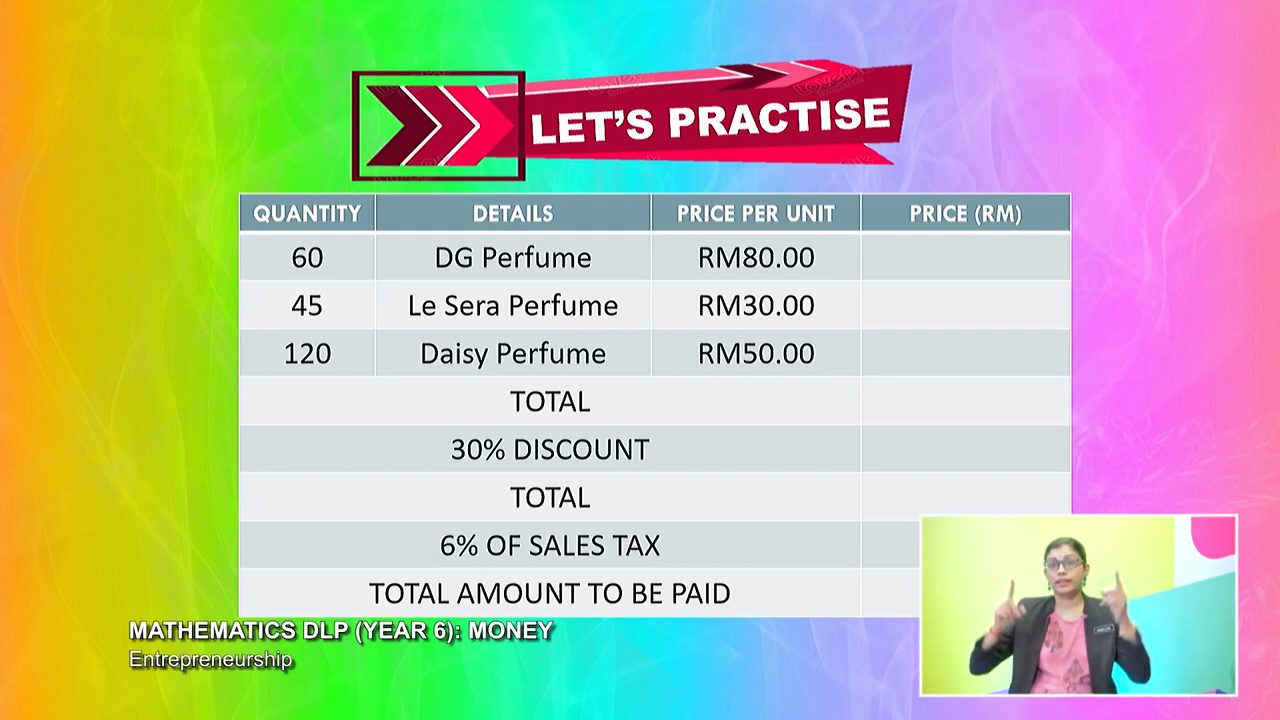 LET'S PRACTISE
QUANTITY DETAILS PRICE PER UNIT PRICE (RM)
60 DG Perfume RM80.00
45 Le Sera Perfume RM30.00
120 Daisy Perfume RM50.00
TOTAL
30% DISCOUNT
TOTAL
6% OF SALES TAX
TOTAL AMOUNT TO BE PAID
MATHEMATICS DLP (YEAR 6): MONEY
Entrepreneurship